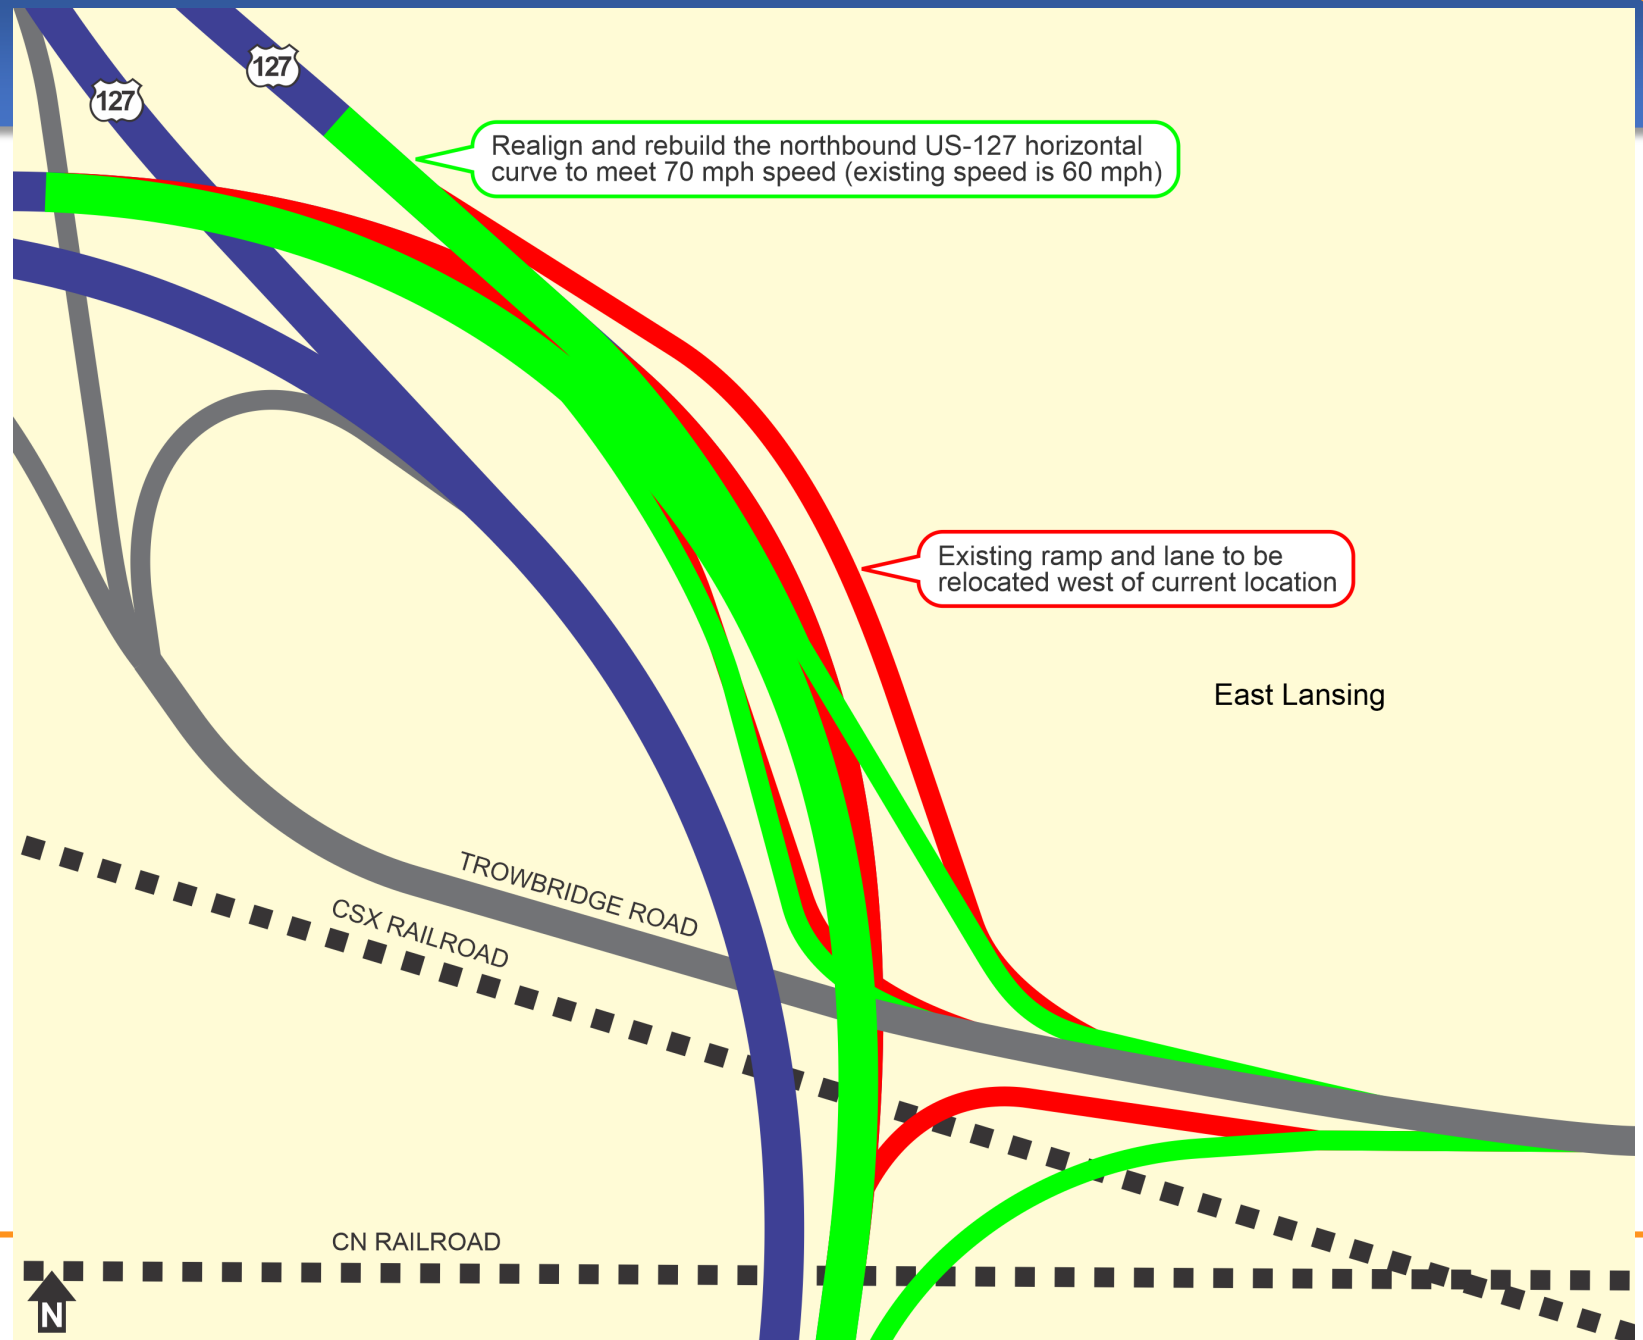 127
127
Realign and rebuild the northbound US-127 horizontal
curve to meet 70 mph speed (existing speed is 60 mph)
Existing ramp and lane to be
relocated west of current location
East Lansing
TROWBRIDGE ROAD
CSX RAILROAD
CN RAILROAD
N